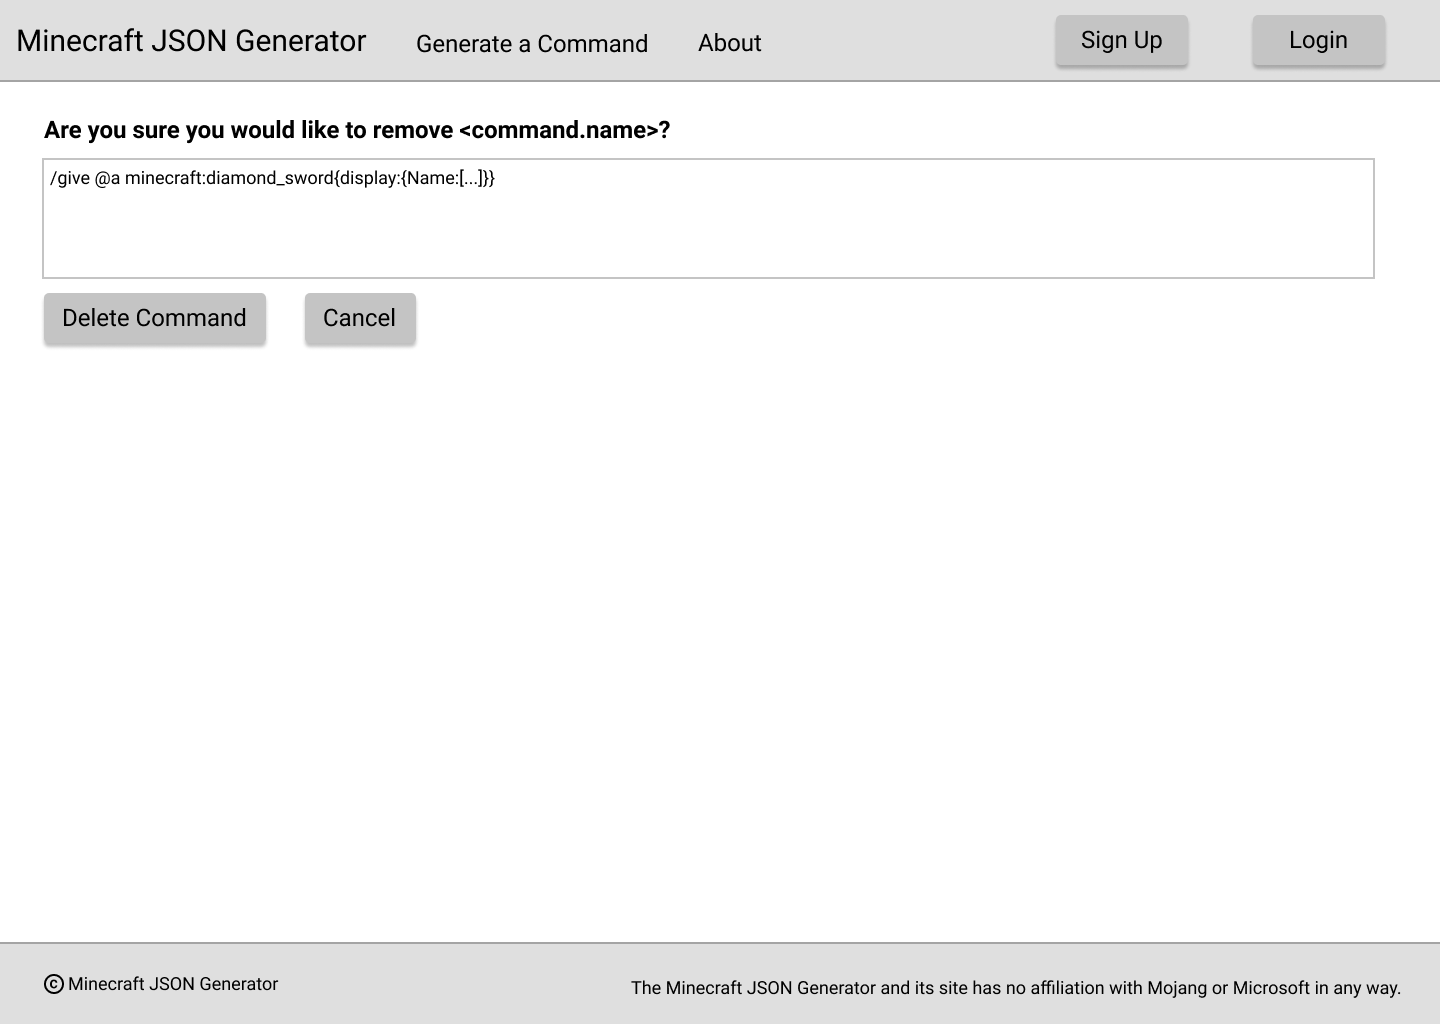 Minecraft JSON Generator
Generate a Command
About
Sign Up
Login
Are you sure you would like to remove <command.name>?
/give @a minecraft:diamond_sword{display:{Name:[...]}}
Delete Command
Cancel
© Minecraft JSON Generator
The Minecraft JSON Generator and its site has no affiliation with Mojang or Microsoft in any way.